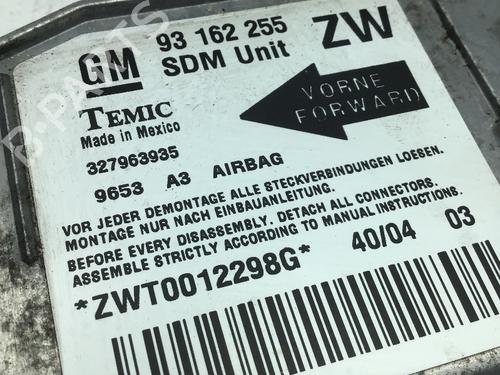 GM
93 162 255
ZW
SDM Unit
TEMIC
Made in Mexico
VORNE
FORWARD
327963935
9653 A3 AIRBAG
VOR JEDER DEMONTAGE ALLE STECKVERBINDUNGEN LOESEN.
MONTAGE NUR NACH EINBAUANLEITUNG.
BEFORE EVERY DISASSEMBLY, DETACH ALL CONNECTORS.
ASSEMBLE STRICTLY ACCORDING TO MANUAL INSTRUCTIONS.
*ZWT0012298G* 40/04 03
B-PARTS